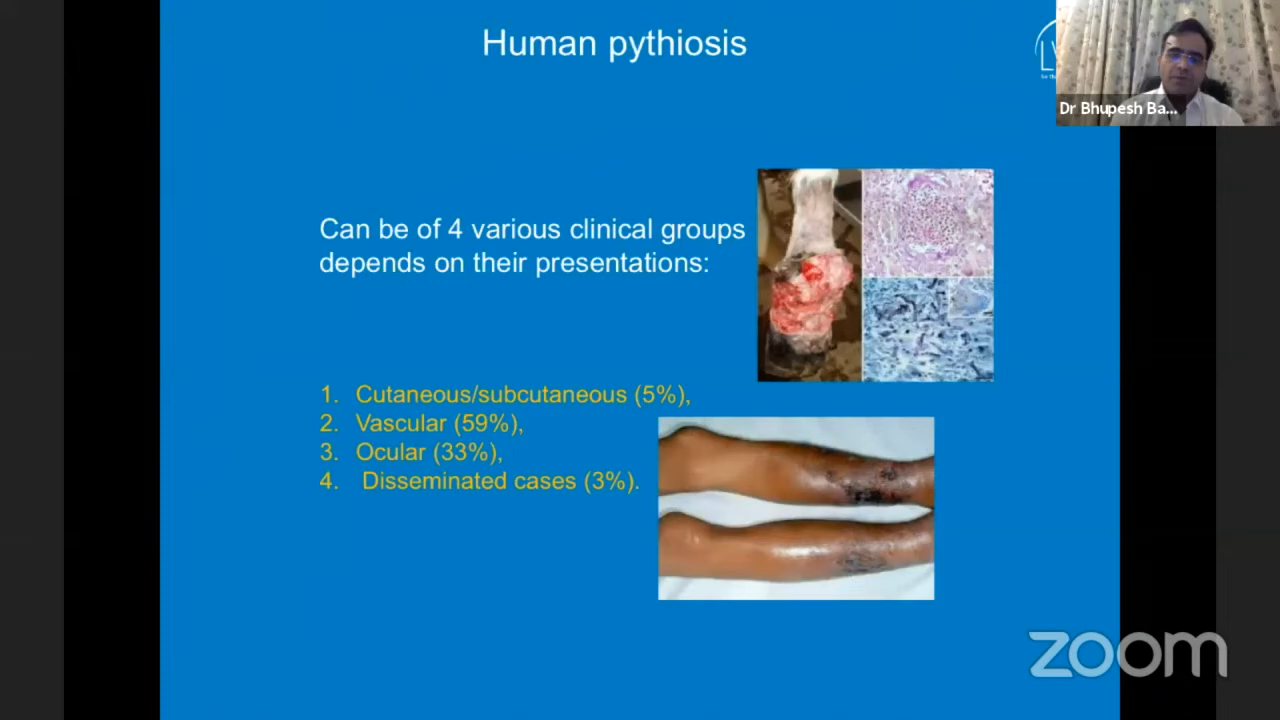 Human pythiosis
Dr Bhupesh Ba...
Can be of 4 various clinical groups
depends on their presentations:
1. Cutaneous/subcutaneous (5%),
2. Vascular (59%),
3. Ocular (33%),
4. Disseminated cases (3%).
zoom